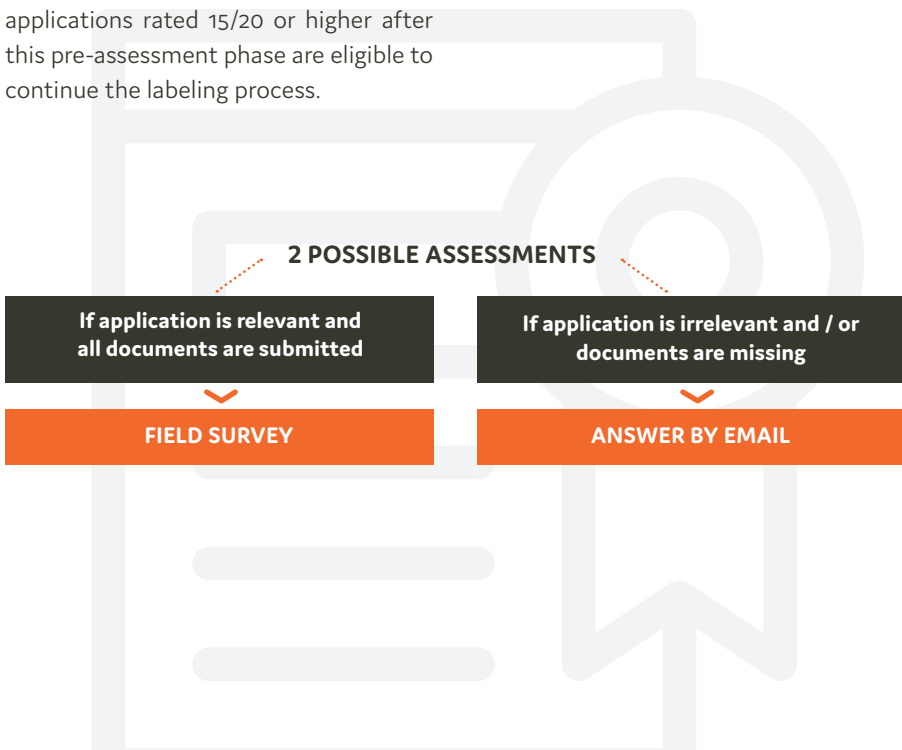 applications rated 15/20 or higher after
this pre-assessment phase are eligible to
continue the labeling process.
2 POSSIBLE ASSESSMENTS
If application is relevant and
all documents are submitted
FIELD SURVEY
If application is irrelevant and / or
documents are missing
ANSWER BY EMAIL